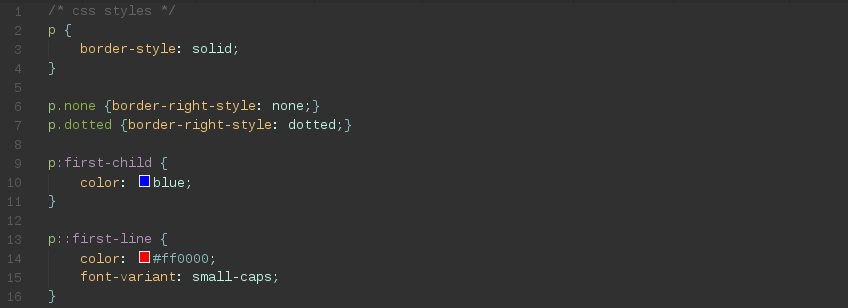 1 /* css styles */
2 p {
3 border-style: solid;
4 }
5
6 p.none {border-right-style: none;}
7 p.dotted {border-right-style: dotted;}
8
9 p:first-child {
10 color: blue;
11 }
12
13 p::first-line {
14 color: #ff0000;
15 font-variant: small-caps;
16 }